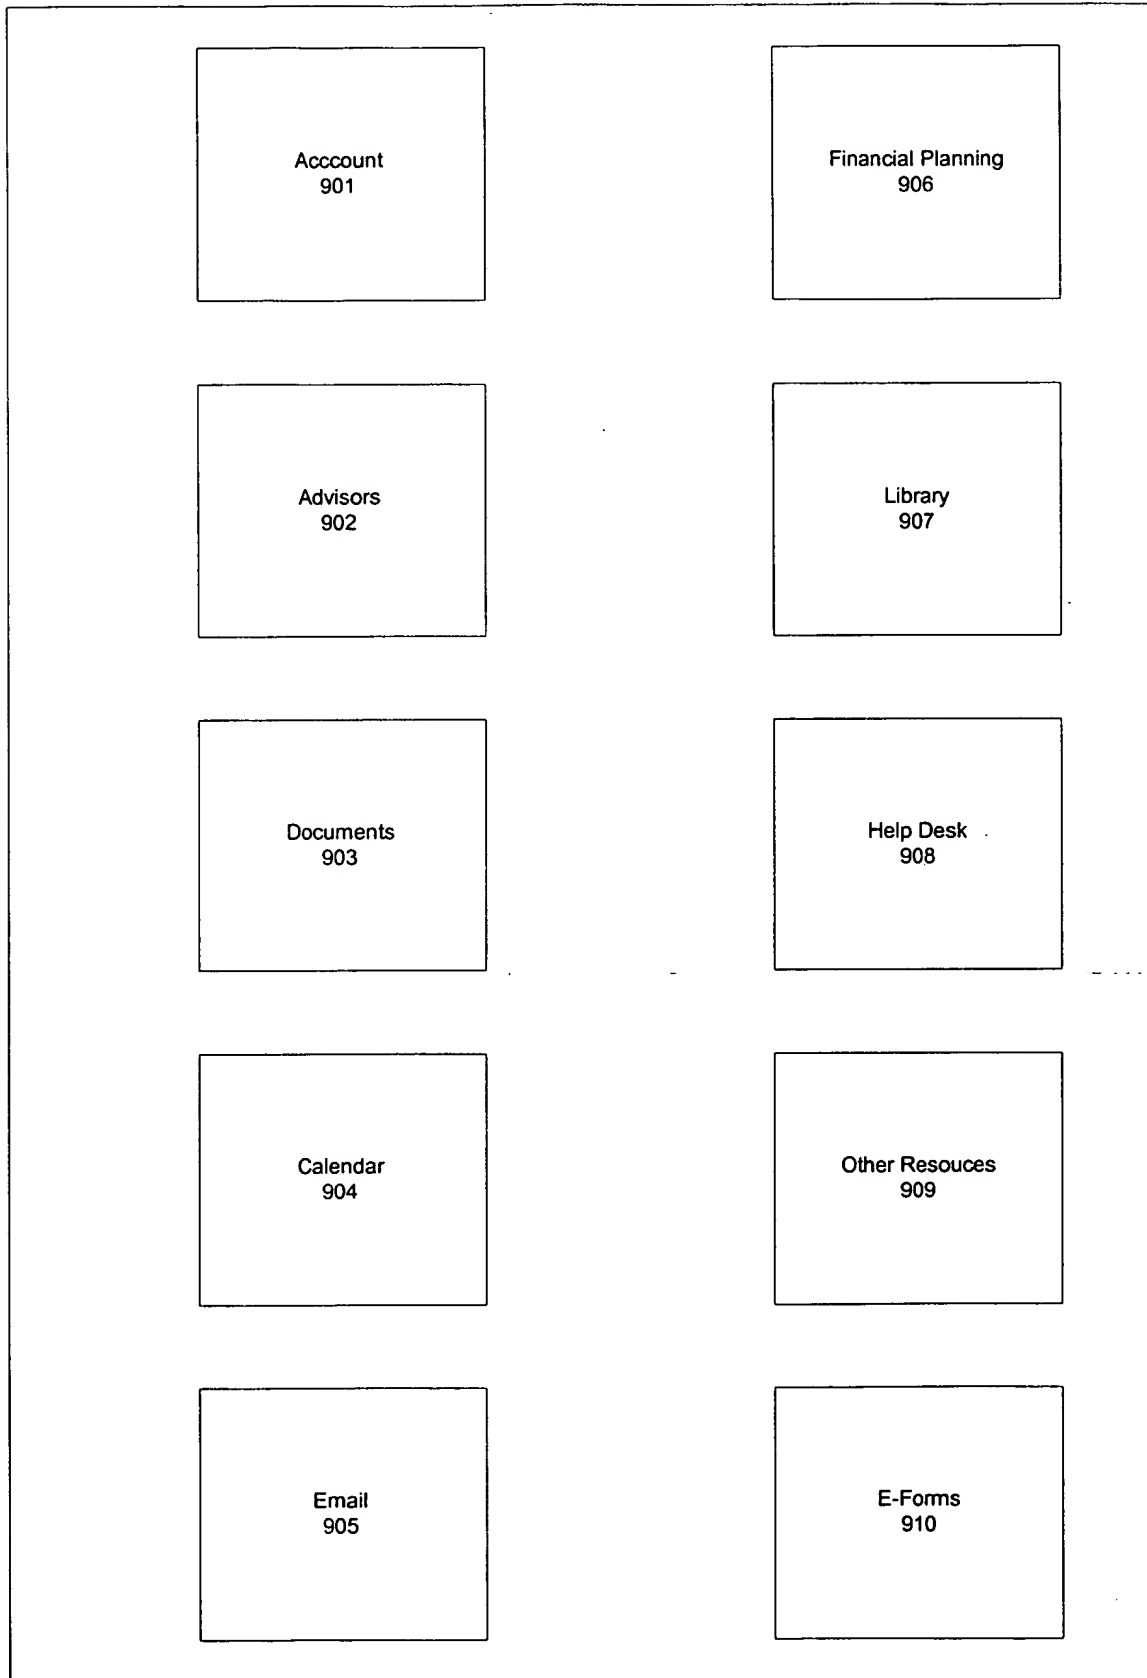 Acccount
901
Financial Planning
906
Advisors
902
Library
907
Documents
903
Help Desk
908
Calendar
904
Other Resouces
909
Email
905
E-Forms
910